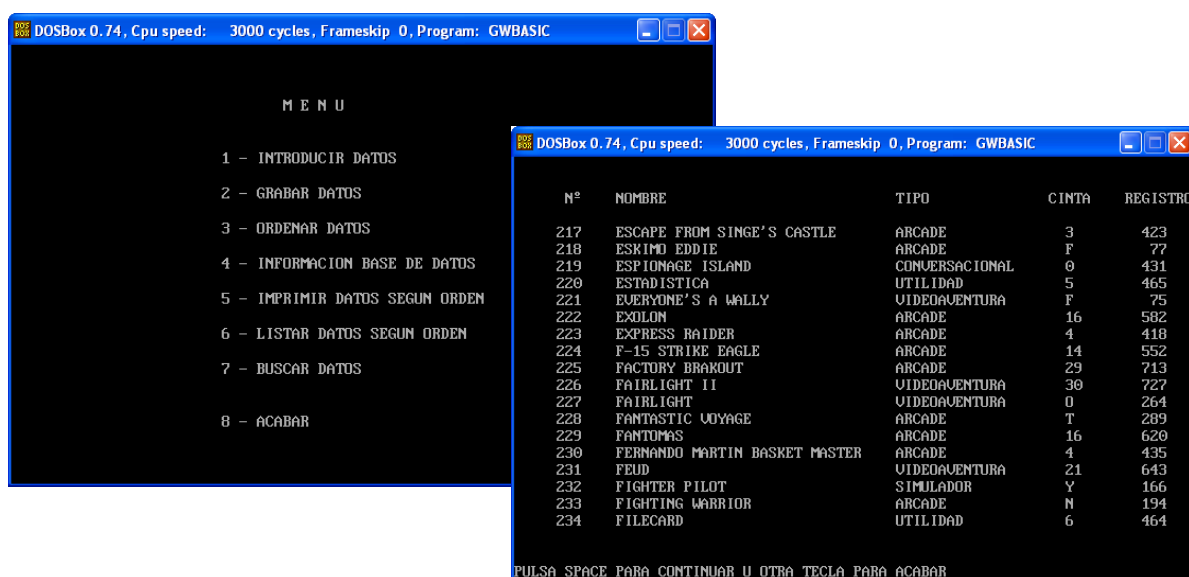 DOSBox 0.74, Cpu speed: 3000 cycles, Frameskip 0, Program: GWBASIC
M E N U
1 - INTRODUCIR DATOS
2 - GRABAR DATOS
3 - ORDENAR DATOS
4 - INFORMACION BASE DE DATOS
5 - IMPRIMIR DATOS SEGUN ORDEN
6 - LISTAR DATOS SEGUN ORDEN
7 - BUSCAR DATOS
8 - ACABAR
DOSBox 0.74, Cpu speed: 3000 cycles, Frameskip 0, Program: GWBASIC
Nº NOMBRE TIPO CINTA REGISTRO
217 ESCAPE FROM SINGE'S CASTLE ARCADE 3 423
218 ESKIMO EDDIE ARCADE F 77
219 ESPIONAGE ISLAND CONVERSACIONAL 0 431
220 ESTADISTICA UTILIDAD 5 465
221 EVERYONE'S A WALLY VIDEOAVENTURA F 75
222 EXOLON ARCADE 16 582
223 EXPRESS RAIDER ARCADE 4 418
224 F-15 STRIKE EAGLE ARCADE 14 552
225 FACTORY BRAKOUT ARCADE 29 713
226 FAIRLIGHT II VIDEOAVENTURA 30 727
227 FAIRLIGHT VIDEOAVENTURA O 264
228 FANTASTIC VOYAGE ARCADE T 289
229 FANTOMAS ARCADE 16 620
230 FERNANDO MARTIN BASKET MASTER ARCADE 4 435
231 FEUD VIDEOAVENTURA 21 643
232 FIGHTER PILOT SIMULADOR Y 166
233 FIGHTING WARRIOR ARCADE N 194
234 FILECARD UTILIDAD 6 464
PULSA SPACE PARA CONTINUAR U OTRA TECLA PARA ACABAR